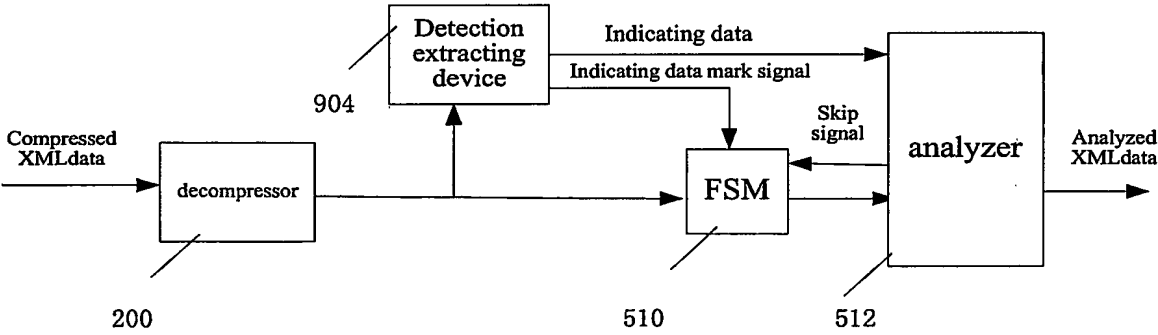 Detection
extracting
device
Indicating data
Indicating data mark signal
904
Compressed
XMLdata
decompressor
Skip
signal
FSM
analyzer
Analyzed
XMLdata
200
510
512